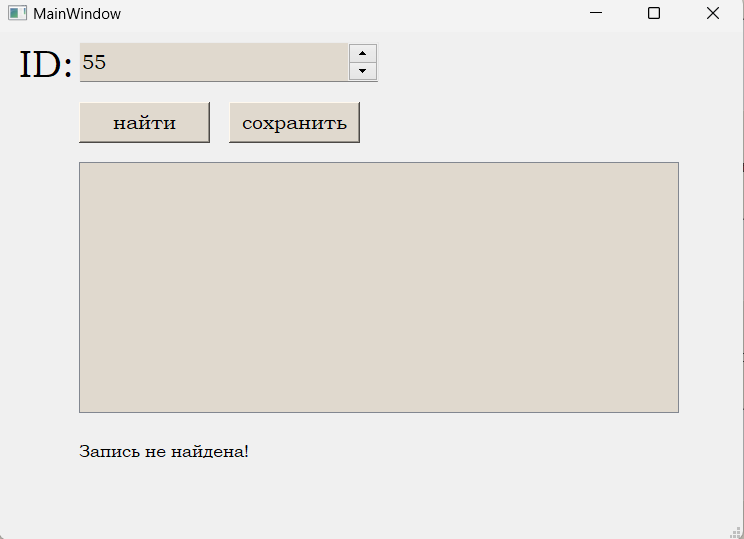 MainWindow
ID: 55
найти сохранить
Запись не найдена!